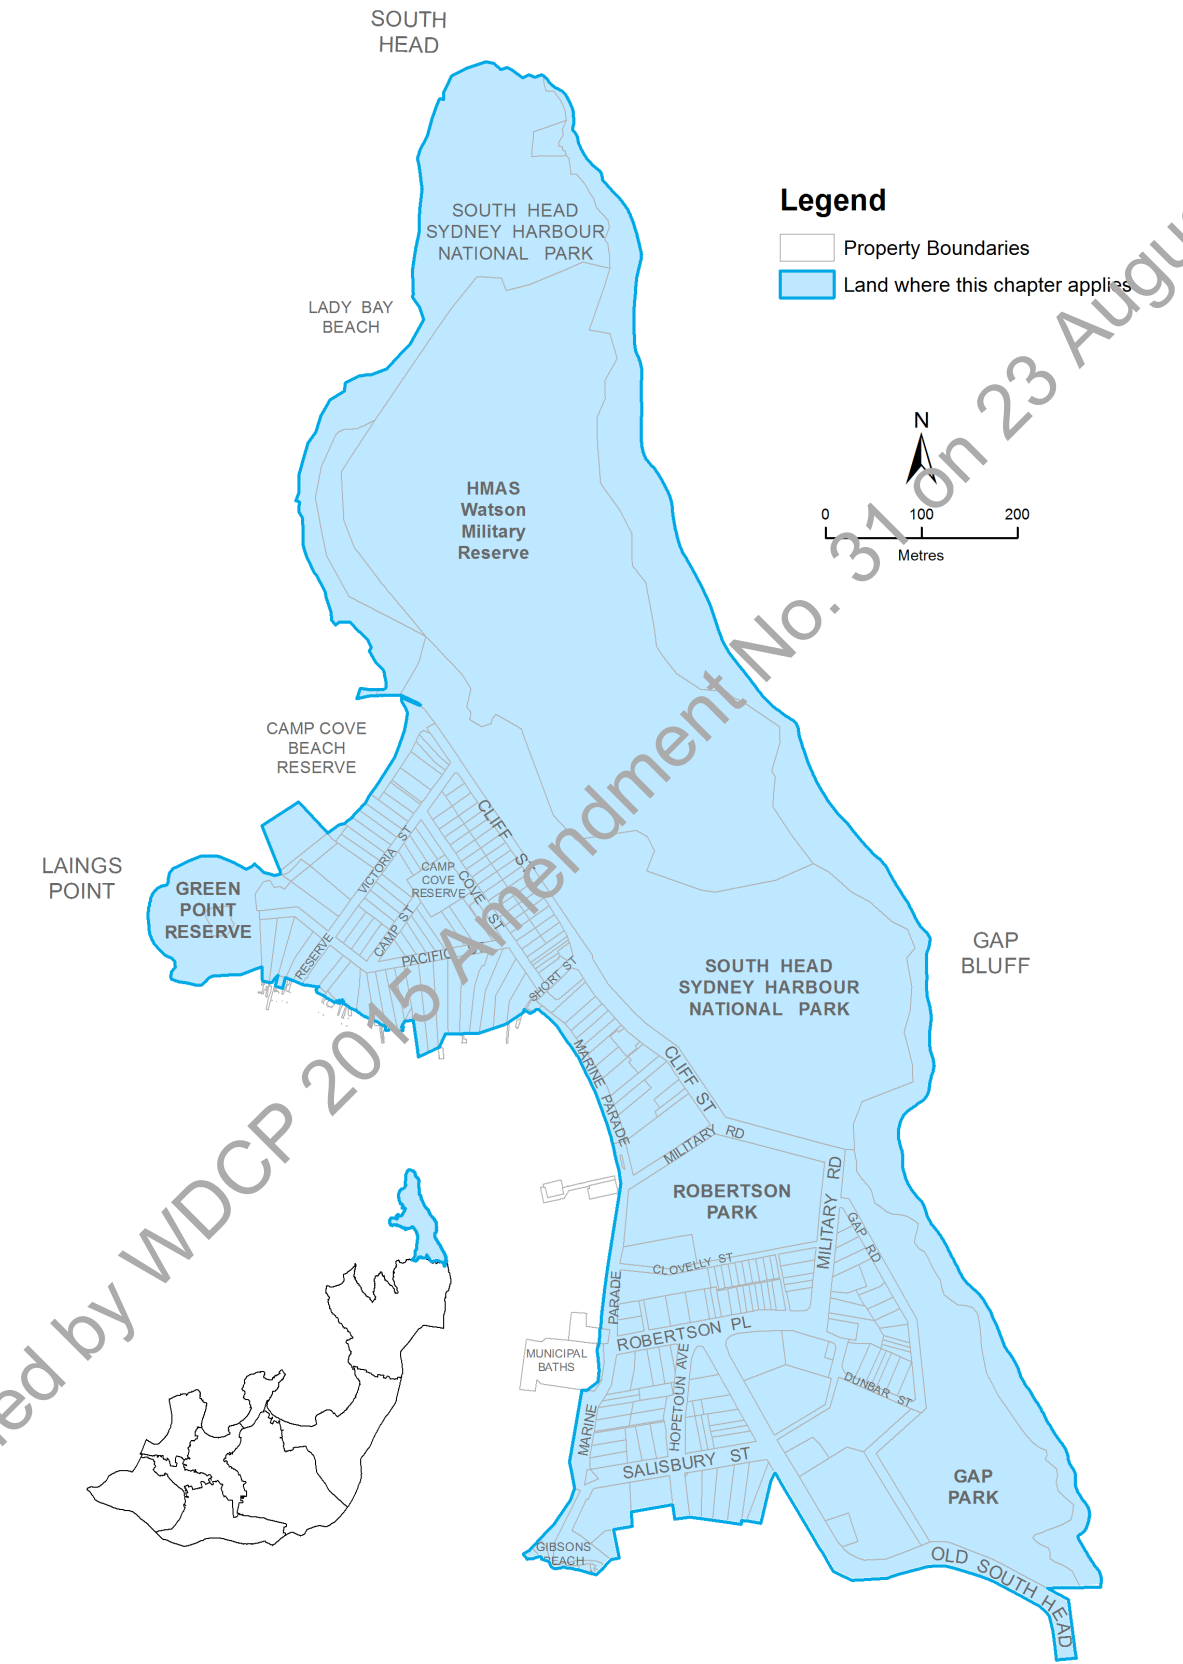 SOUTH
HEAD
SOUTH HEAD
SYDNEY HARBOUR
NATIONAL PARK
LADY BAY
BEACH
Legend
Property Boundaries
Land where this chapter applies
N
0 100 200
Metres
HMAS
Watson
Military
Reserve
CAMP COVE
BEACH
RESERVE
LAINGS
POINT
GREEN
POINT
RESERVE
VICTORIA ST
CLIFF ST
CAMP
COVE
RESERVE
COVE ST
CAMP ST
RESERVE
PACIFIC ST
SHORT ST
SOUTH HEAD
SYDNEY HARBOUR
NATIONAL PARK
GAP
BLUFF
MARINE PARADE
CLIFF ST
MILITARY RD
ROBERTSON
PARK
MILITARY RD
GAP RD
CLOVELLY ST
PARADE
ROBERTSON PL
MUNICIPAL
BATHS
HOPETOUN AVE
DUNBAR ST
MARINE
SALISBURY ST
GAP
PARK
GIBSONS
BEACH
OLD SOUTH HEAD
by WDCP 2015 Amendment No. 31 on 23